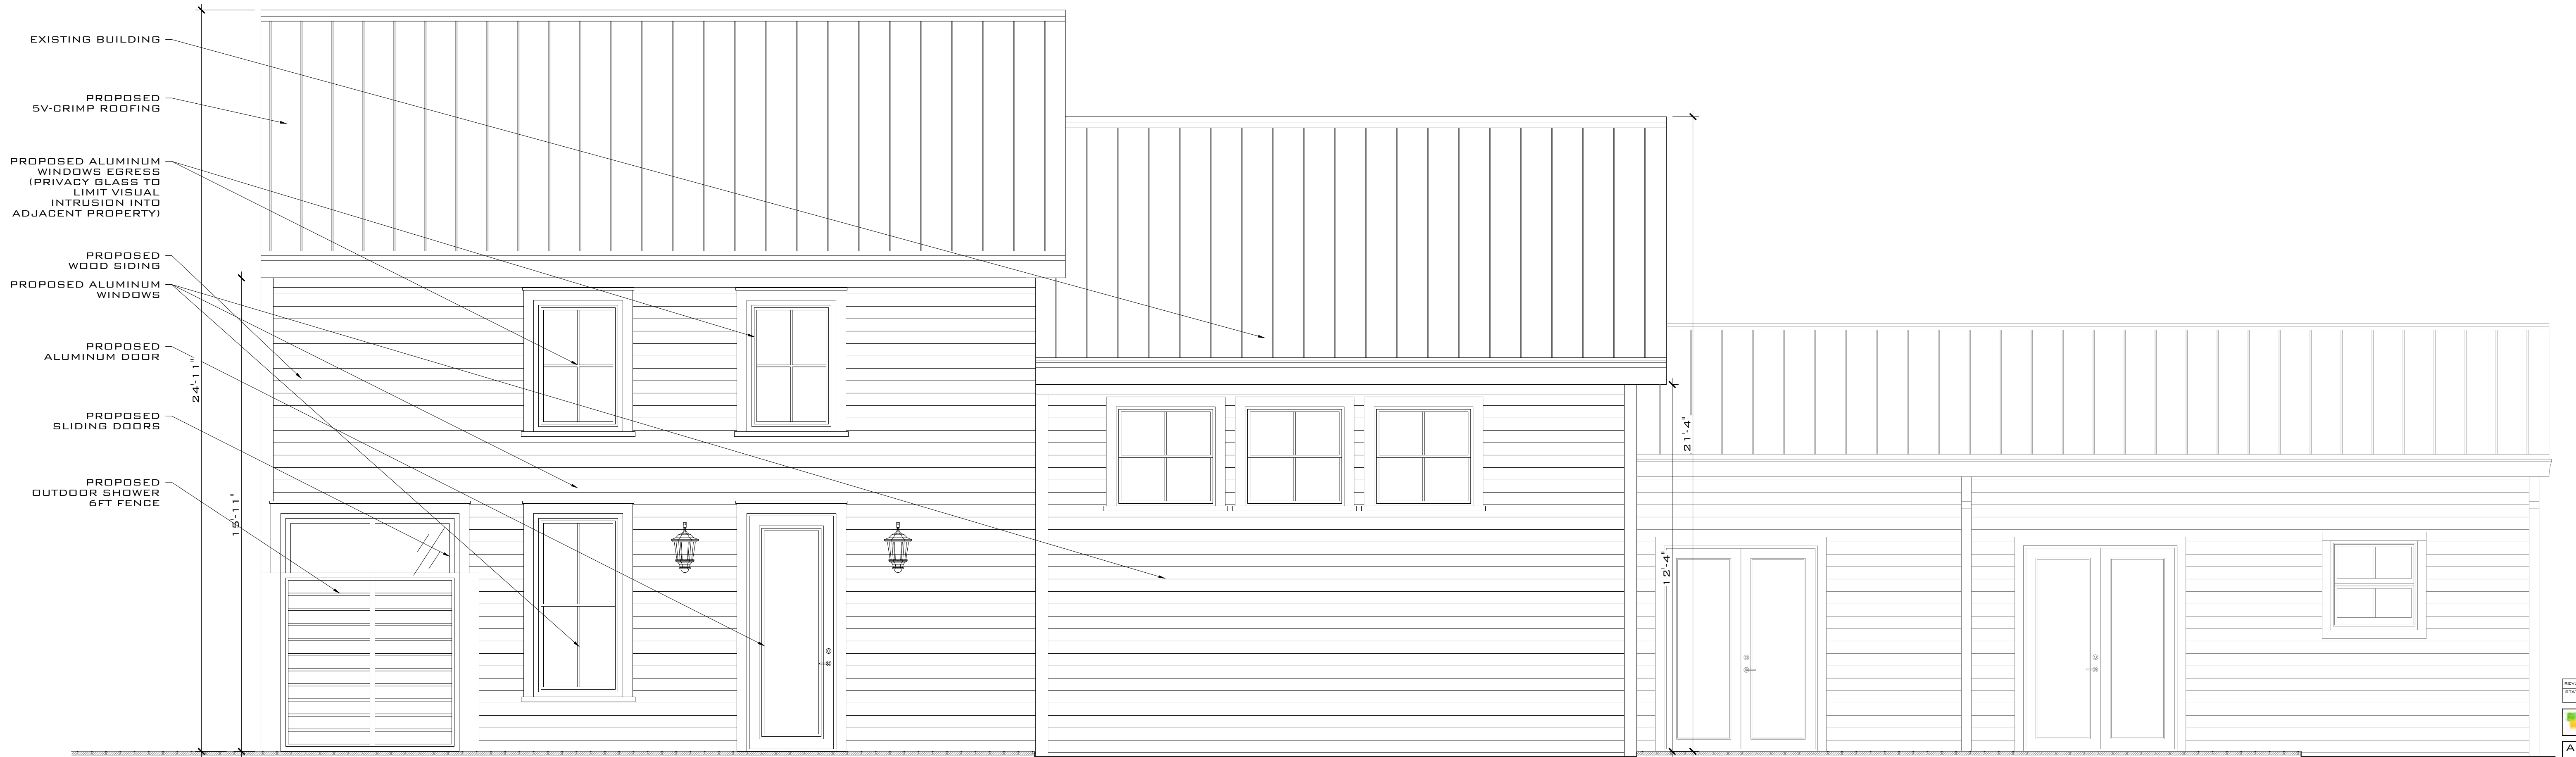 EXISTING BUILDING
PROPOSED
5V-CRIMP ROOFING
PROPOSED ALUMINUM
WINDOWS EGRESS
(PRIVACY GLASS TO
LIMIT VISUAL
INTRUSION INTO
ADJACENT PROPERTY)
PROPOSED
WOOD SIDING
PROPOSED ALUMINUM
WINDOWS
PROPOSED
ALUMINUM DOOR
PROPOSED
SLIDING DOORS
PROPOSED
OUTDOOR SHOWER
6FT FENCE
24'-11"
15'-11"
21'-4"
12'-4"
REV
STA
A